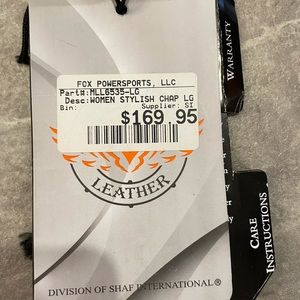 FOX POWERSPORTS, LLC
Part#:MLL6535-LG
Desc:WOMEN STYLISH CHAP LG
Bin: Supplier: SI
$169.95
LEATHER
DIVISION OF SHAF INTERNATIONAL®
WARRANTY
CARE
INSTRUCTIONS